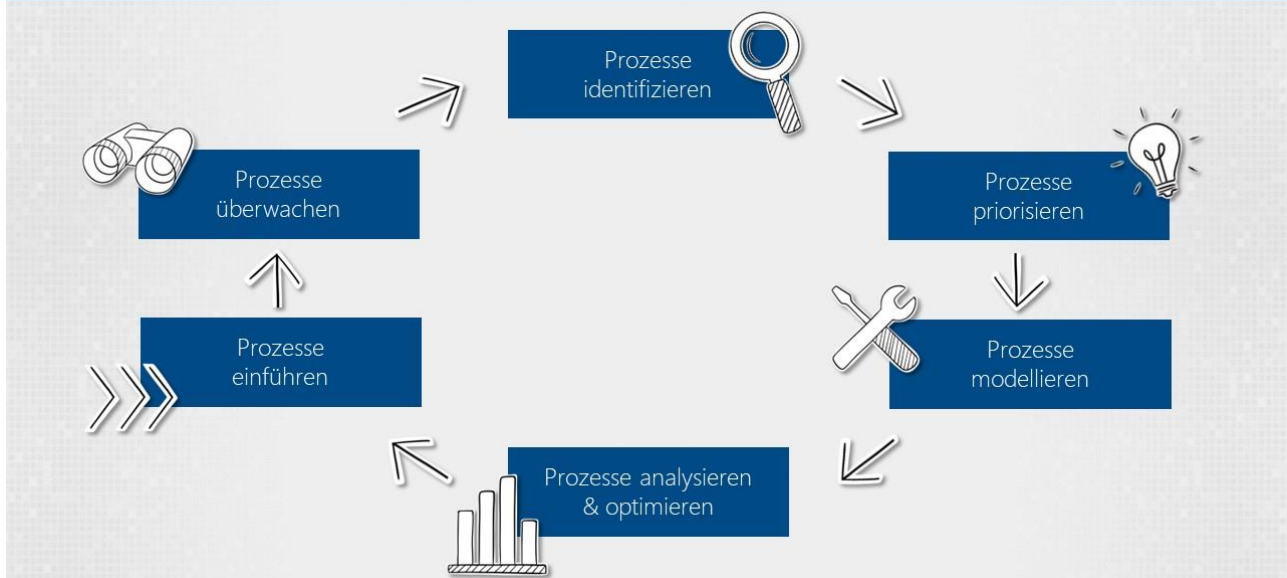 Prozesse
identifizieren
Prozesse
priorisieren
Prozesse
modellieren
Prozesse analysieren
& optimieren
Prozesse
einführen
Prozesse
überwachen